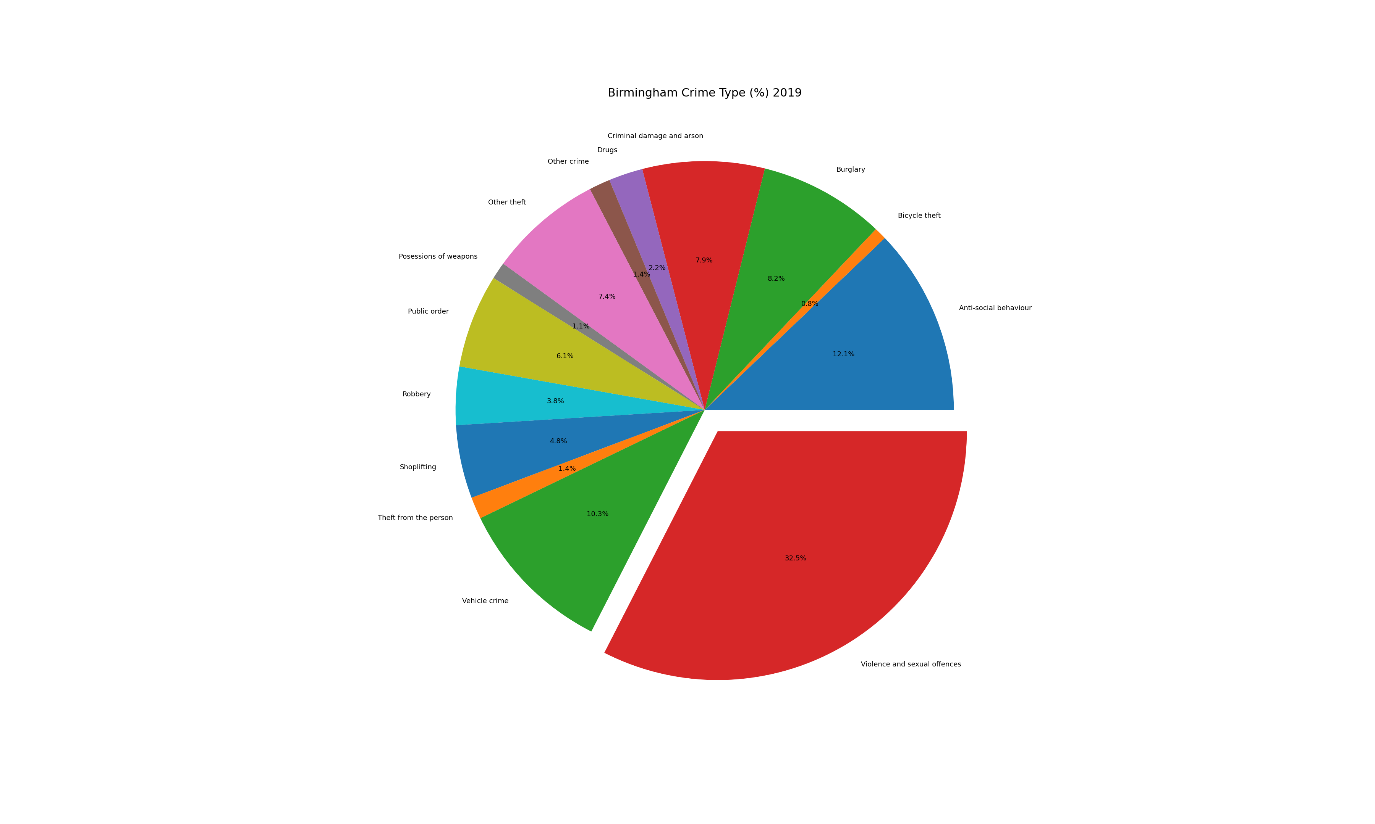 Birmingham Crime Type (%) 2019
Criminal damage and arson
Drugs
Other crime
Burglary
Other theft
Bicycle theft
Posessions of weapons
Public order
Anti-social behaviour
Robbery
Shoplifting
Theft from the person
Vehicle crime
Violence and sexual offences
7.9%
2.2%
1.4%
8.2%
7.4%
0.8%
1.1%
12.1%
6.1%
3.8%
4.8%
1.4%
10.3%
32.5%